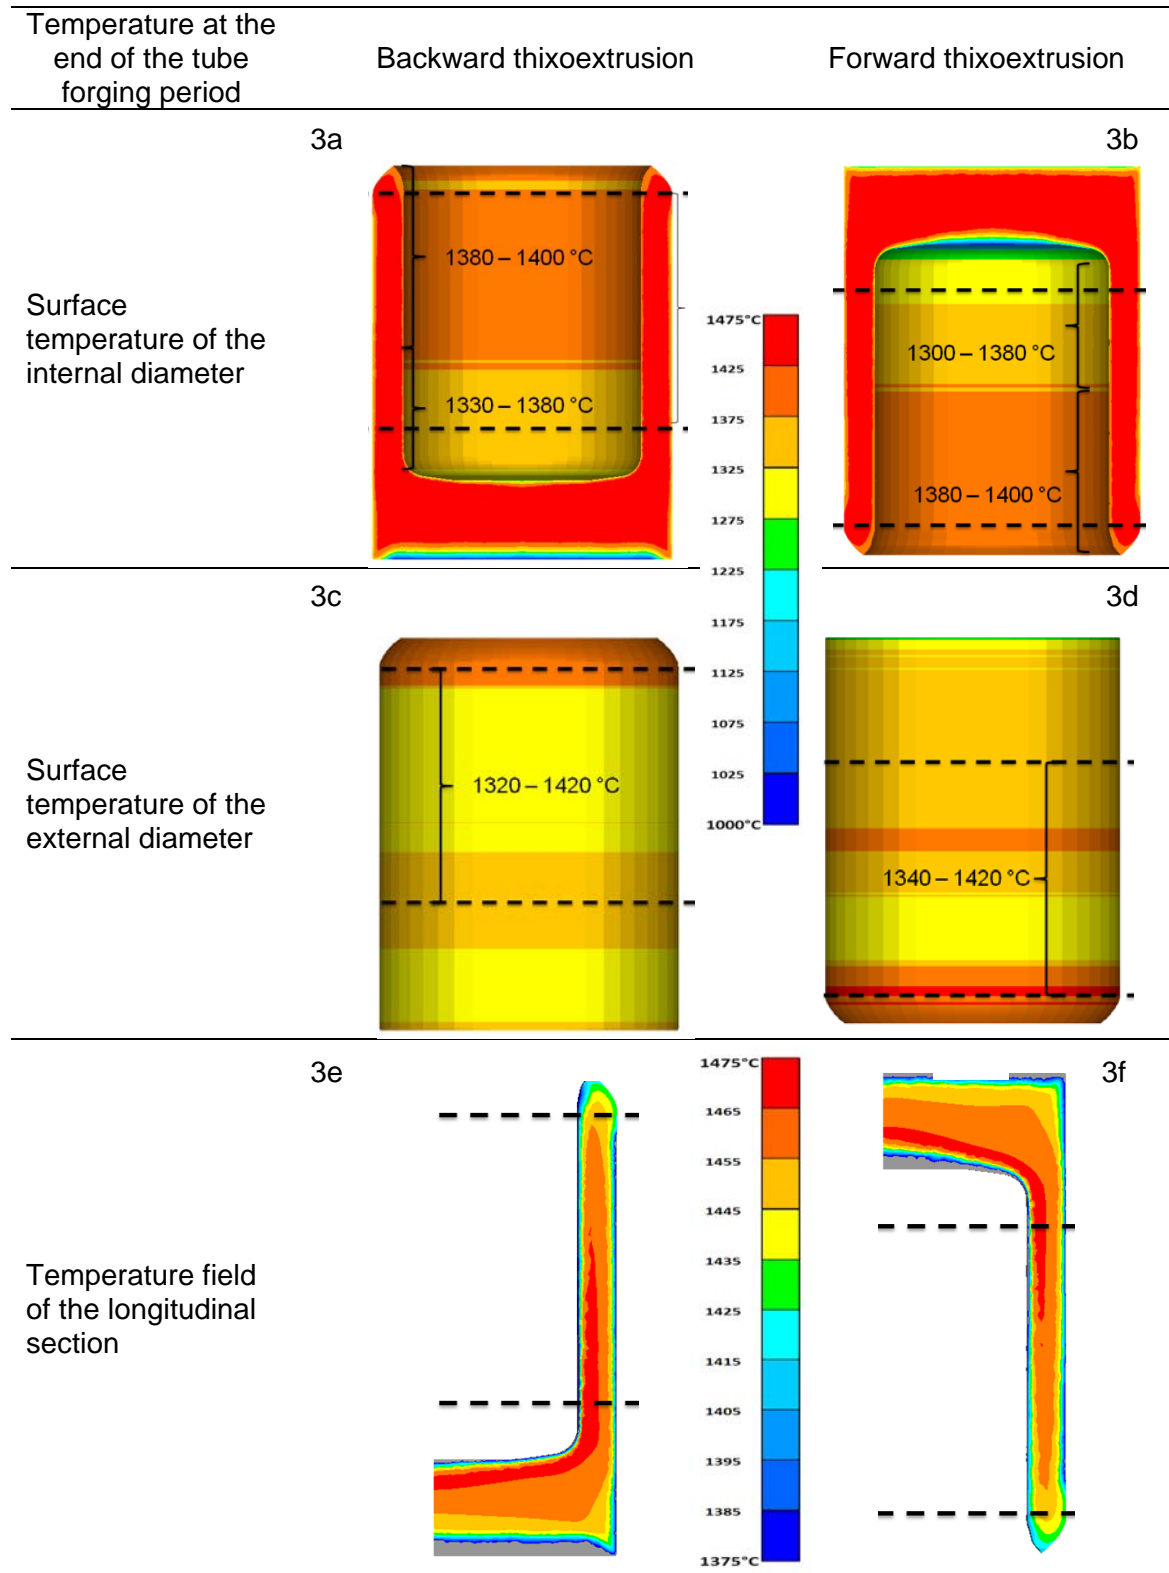 Temperature at the
end of the tube
forging period
Backward thixoextrusion
Forward thixoextrusion
3a
3b
Surface
temperature of the
internal diameter
1380 – 1400 °C
1330 – 1380 °C
1300 – 1380 °C
1380 – 1400 °C
1475°C
1425
1375
1325
1275
1225
1175
1125
1075
1025
1000°C
3c
3d
Surface
temperature of the
external diameter
1320 – 1420 °C
1340 – 1420 °C
3e
3f
Temperature field
of the longitudinal
section
1475°C
1465
1455
1445
1435
1425
1415
1405
1395
1385
1375°C